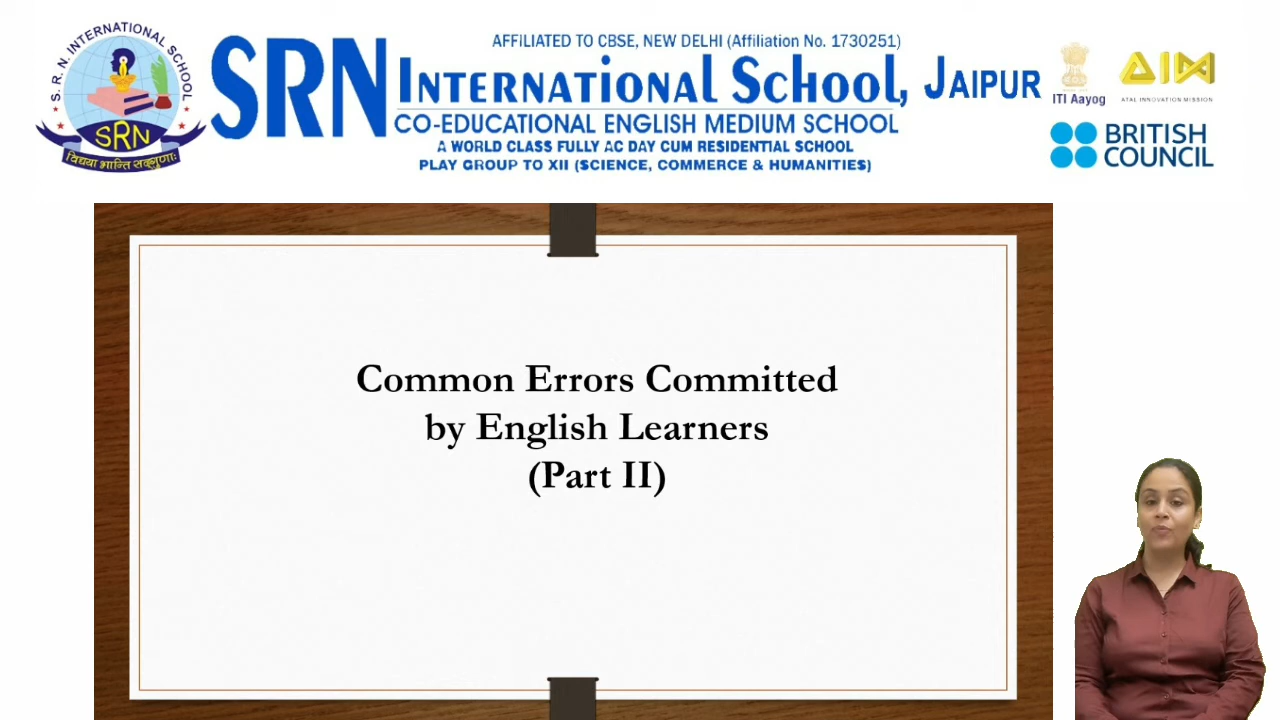 S. R. N. INTERNATIONAL SCHOOL
SRN
विद्यया भान्ति सद्गुणाः
AFFILIATED TO CBSE, NEW DELHI (Affiliation No. 1730251)
SRN INTERNATIONAL SCHOOL, JAIPUR
CO-EDUCATIONAL ENGLISH MEDIUM SCHOOL
A WORLD CLASS FULLY AC DAY CUM RESIDENTIAL SCHOOL
PLAY GROUP TO XII (SCIENCE, COMMERCE & HUMANITIES)
ITI Aayog
AIM
ATAL INNOVATION MISSION
BRITISH
COUNCIL
Common Errors Committed
by English Learners
(Part II)